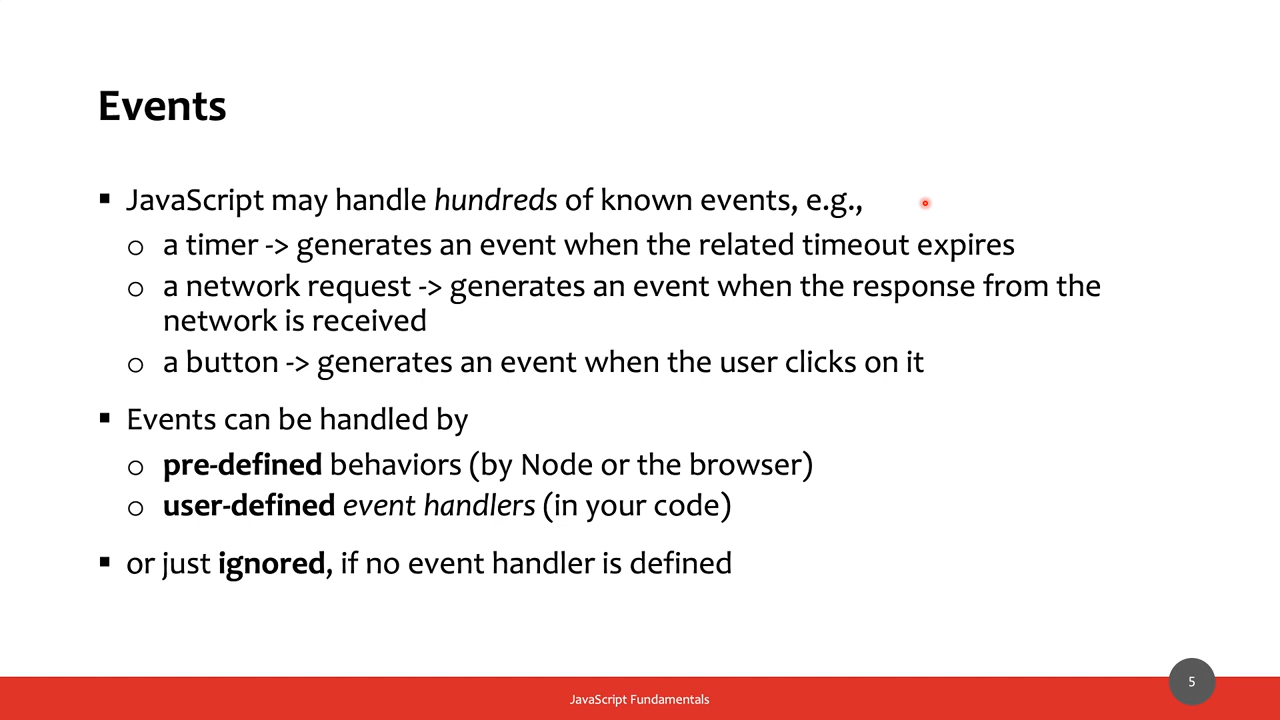 Events
▪ JavaScript may handle hundreds of known events, e.g.,
o a timer -> generates an event when the related timeout expires
o a network request -> generates an event when the response from the
network is received
o a button -> generates an event when the user clicks on it
▪ Events can be handled by
o pre-defined behaviors (by Node or the browser)
o user-defined event handlers (in your code)
▪ or just ignored, if no event handler is defined
5
JavaScript Fundamentals